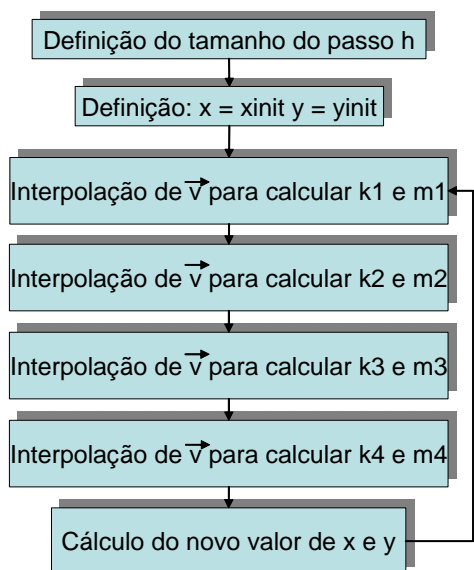 Definição do tamanho do passo h
Definição: x = xinit y = yinit
Interpolação de v para calcular k1 e m1
Interpolação de v para calcular k2 e m2
Interpolação de v para calcular k3 e m3
Interpolação de v para calcular k4 e m4
Cálculo do novo valor de x e y